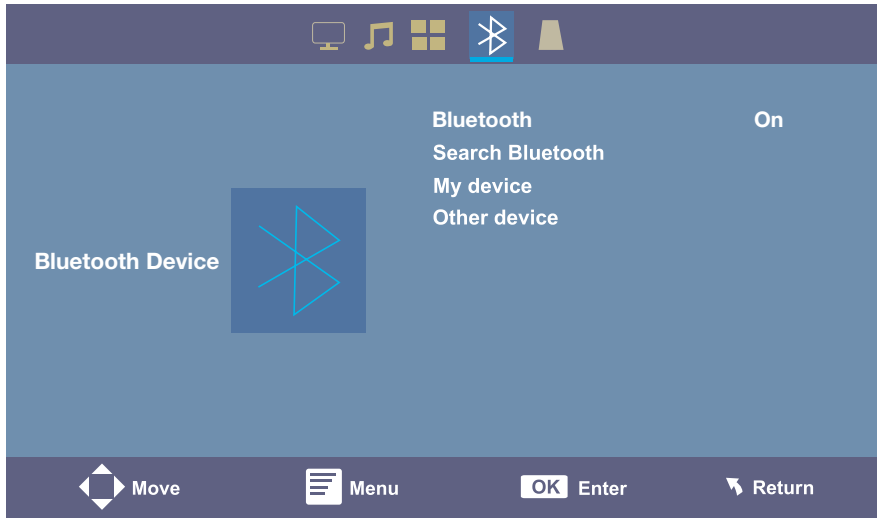 Bluetooth On
Search Bluetooth
My device
Other device
Bluetooth Device
Move Menu OK Enter Return